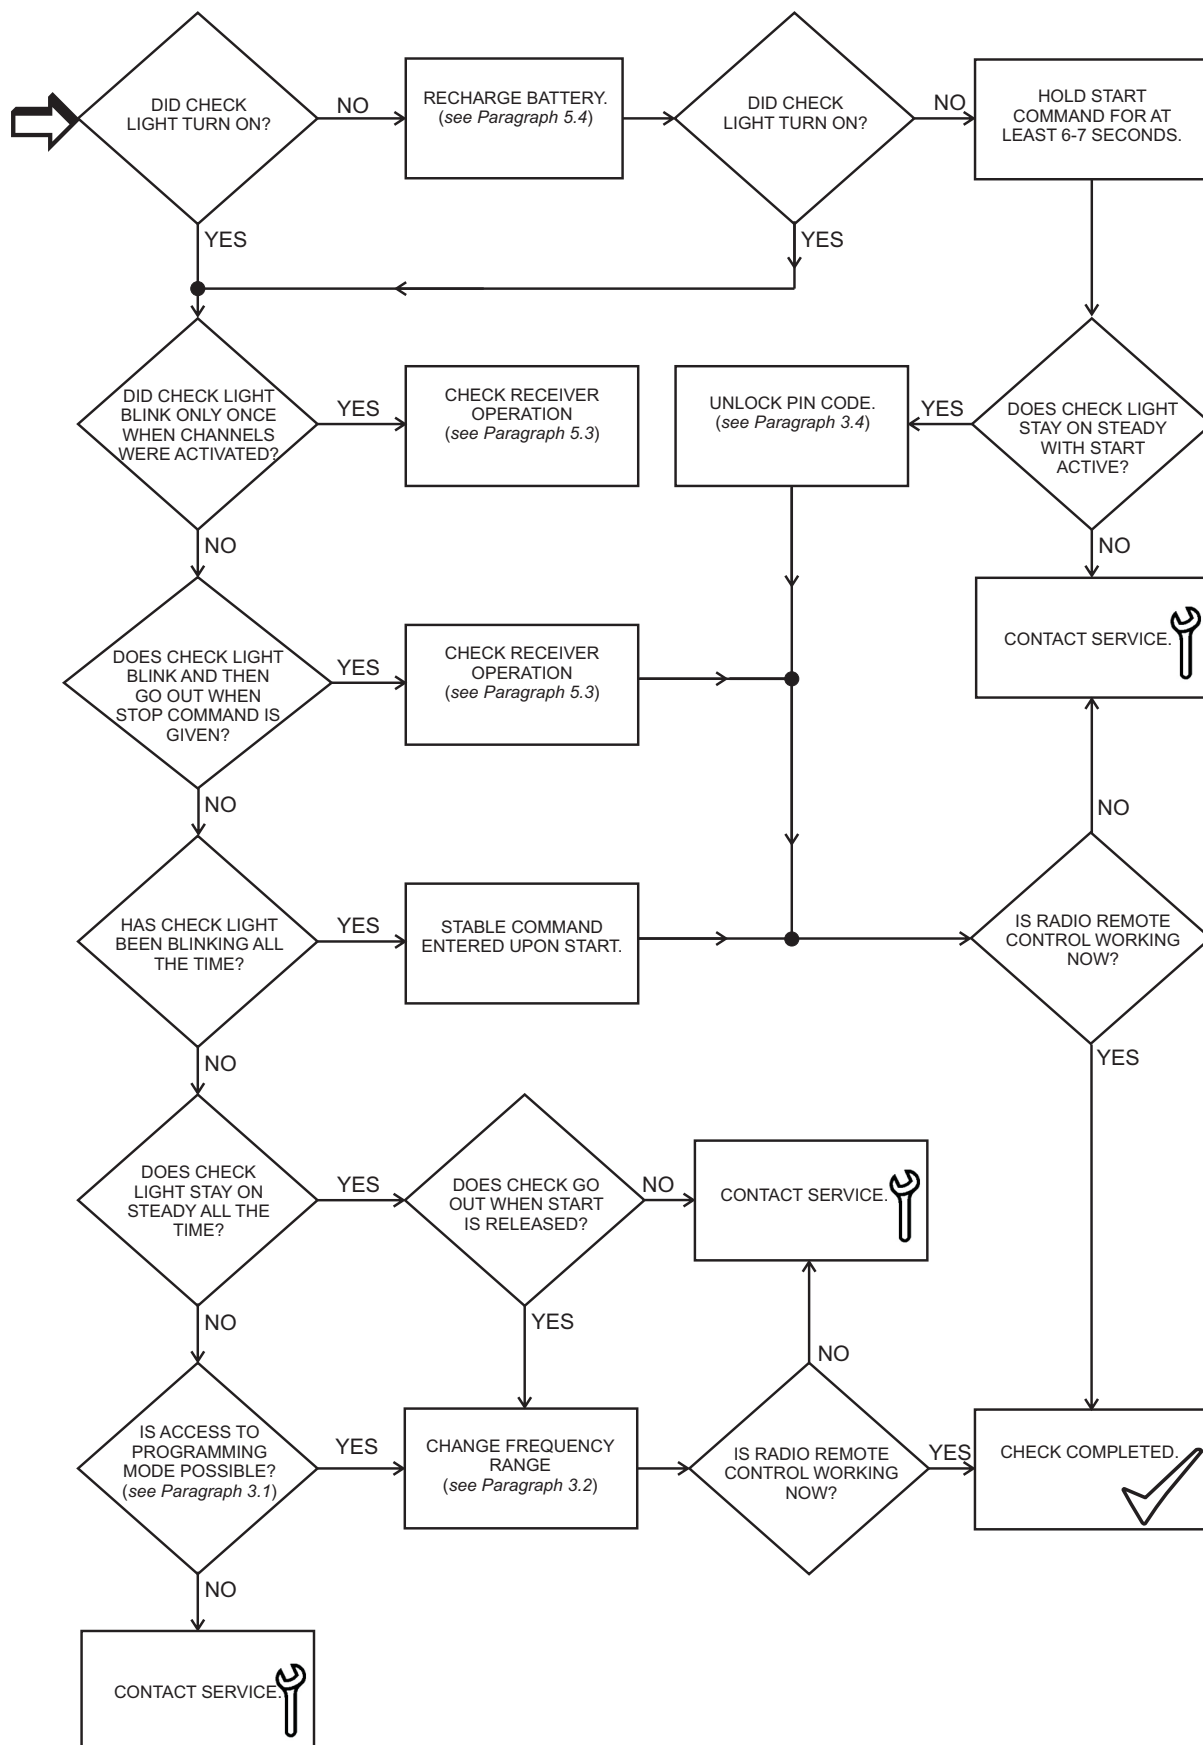 DID CHECK
LIGHT TURN ON?
NO
RECHARGE BATTERY.
(see Paragraph 5.4)
DID CHECK
LIGHT TURN ON?
NO
HOLD START
COMMAND FOR AT
LEAST 6-7 SECONDS.
YES
YES
DID CHECK LIGHT
BLINK ONLY ONCE
WHEN CHANNELS
WERE ACTIVATED?
YES
CHECK RECEIVER
OPERATION
(see Paragraph 5.3)
UNLOCK PIN CODE.
(see Paragraph 3.4)
YES
DOES CHECK LIGHT
STAY ON STEADY
WITH START
ACTIVE?
NO
NO
DOES CHECK LIGHT
BLINK AND THEN
GO OUT WHEN
STOP COMMAND IS
GIVEN?
YES
CHECK RECEIVER
OPERATION
(see Paragraph 5.3)
CONTACT SERVICE.
NO
NO
HAS CHECK LIGHT
BEEN BLINKING ALL
THE TIME?
YES
STABLE COMMAND
ENTERED UPON START.
IS RADIO REMOTE
CONTROL WORKING
NOW?
NO
YES
DOES CHECK
LIGHT STAY ON
STEADY ALL THE
TIME?
YES
DOES CHECK GO
OUT WHEN START
IS RELEASED?
NO
CONTACT SERVICE.
NO
YES
NO
IS ACCESS TO
PROGRAMMING
MODE POSSIBLE?
(see Paragraph 3.1)
YES
CHANGE FREQUENCY
RANGE
(see Paragraph 3.2)
IS RADIO REMOTE
CONTROL WORKING
NOW?
YES
CHECK COMPLETED.
NO
CONTACT SERVICE.